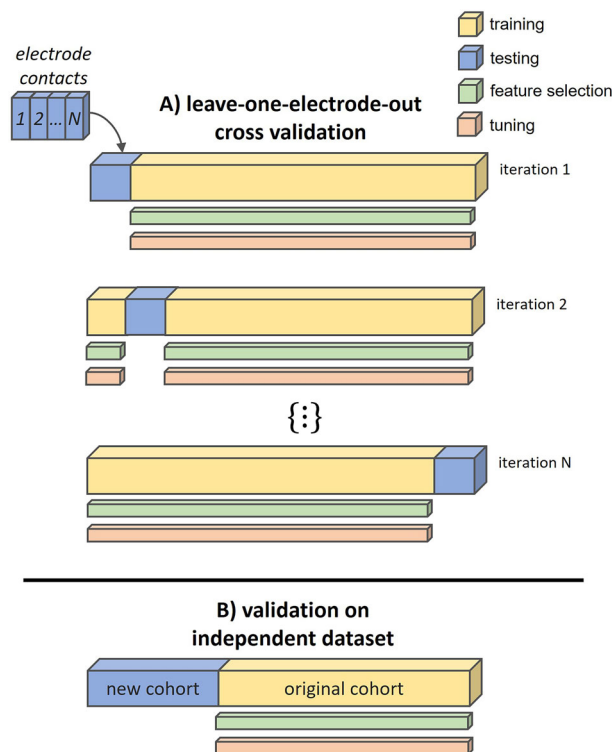 electrode
contacts
1 2 ... N
training
testing
feature selection
tuning
A) leave-one-electrode-out
cross validation
iteration 1
iteration 2
{⋮}
iteration N
B) validation on
independent dataset
new cohort
original cohort